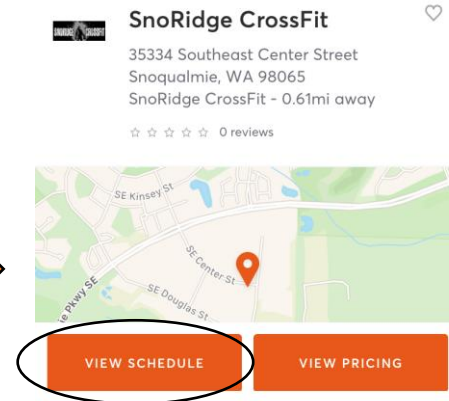 SnoRidge CrossFit
35334 Southeast Center Street
Snoqualmie, WA 98065
SnoRidge CrossFit - 0.61mi away
0 reviews
SE Kinsey St
SE Center St
SE Douglas St
e Pkwy SE
VIEW SCHEDULE
VIEW PRICING